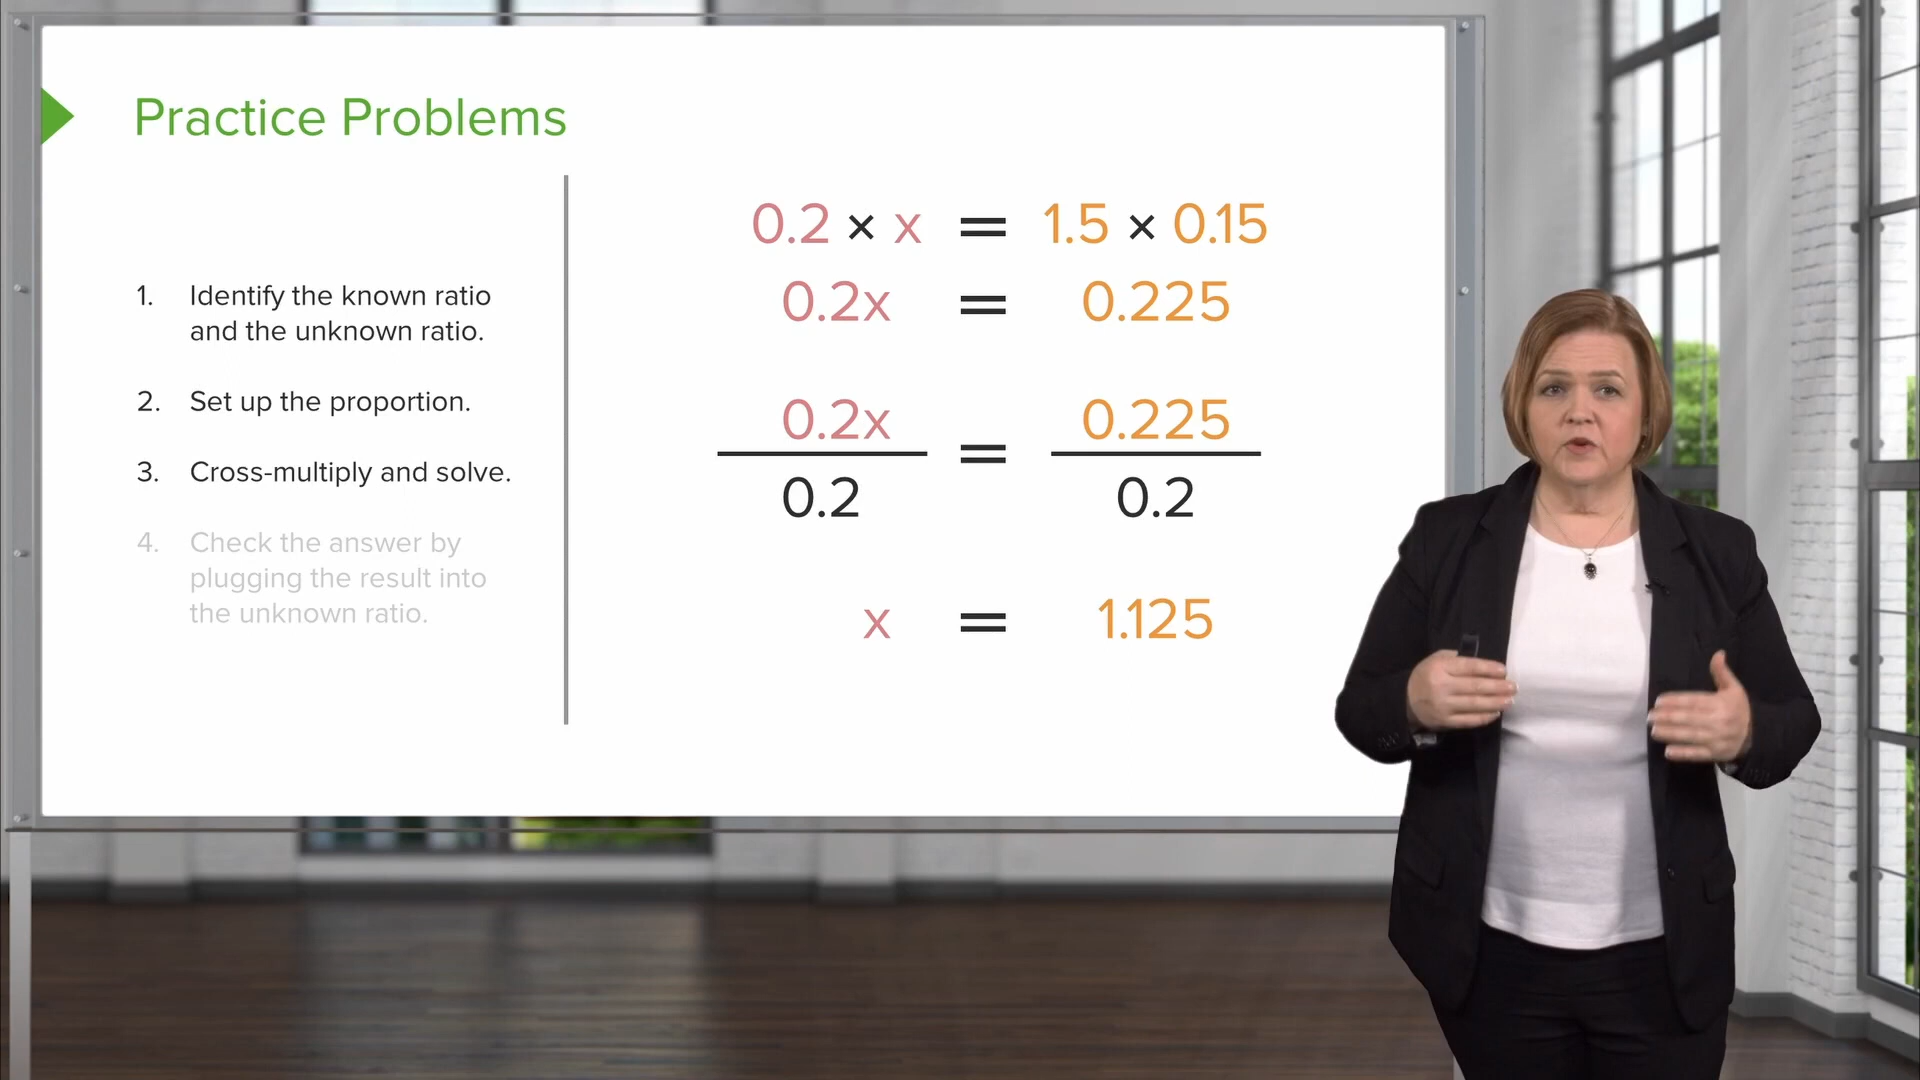 Practice Problems
1. Identify the known ratio
and the unknown ratio.
2. Set up the proportion.
3. Cross-multiply and solve.
4. Check the answer by
plugging the result into
the unknown ratio.
0.2 × x = 1.5 × 0.15
0.2x = 0.225
0.2x = 0.225
0.2 0.2
x = 1.125